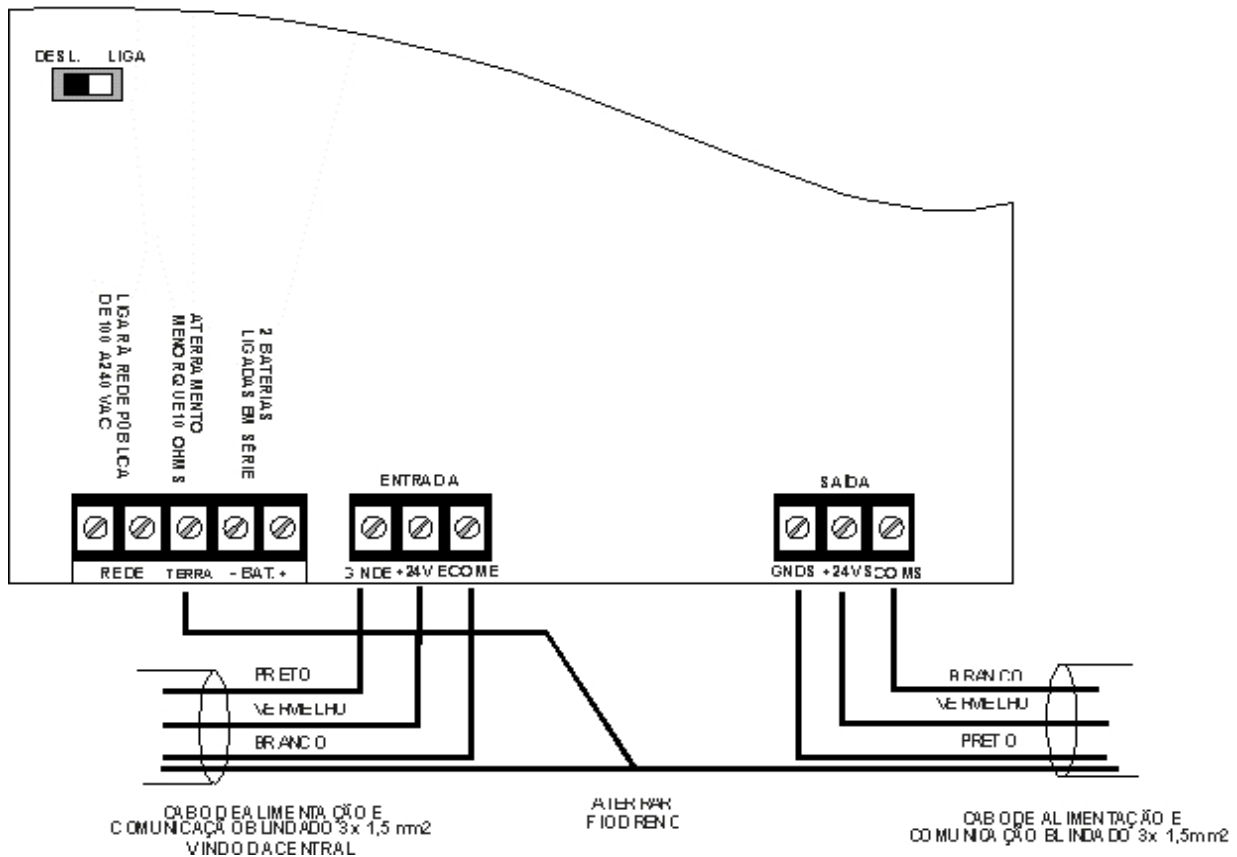 DESL. LIGA
LIGAR À REDE PÚBLICA
DE 100 A 240 VAC
ATERRAMENTO
MENOR QUE 10 OHMS
2 BATERIAS
LIGADAS EM SÉRIE
ENTRADA
SAÍDA
REDE TERRA - BAT. +
GNDE +24VE COME
GNDS +24VS COMS
PRETO
VERMELHO
BRANCO
BRANCO
VERMELHO
PRETO
CABO DE ALIMENTAÇÃO E
COMUNICAÇÃO BLINDADO 3x 1,5 mm2
VINDO DA CENTRAL
ATERRAR
FIO DRENO
CABO DE ALIMENTAÇÃO E
COMUNICAÇÃO BLINDADO 3x 1,5mm2